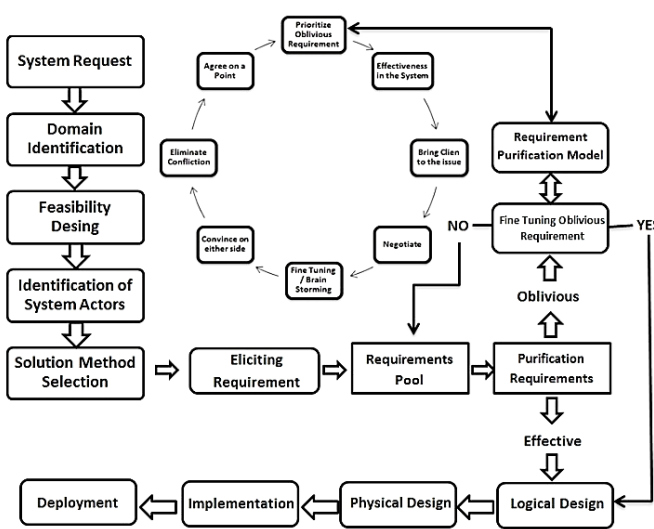 System Request
Domain
Identification
Feasibility
Desing
Identification of
System Actors
Solution Method
Selection
Prioritize
Oblivious
Requirement
Effectiveness
in the System
Bring Clien
to the issue
Negotiate
Fine Tuning
/ Brain
Storming
Convince on
either side
Eliminate
Confliction
Agree on a
Point
Requirement
Purification Model
Fine Tuning Oblivious
Requirement
NO
YES
Oblivious
Eliciting
Requirement
Requirements
Pool
Purification
Requirements
Effective
Deployment
Implementation
Physical Design
Logical Design